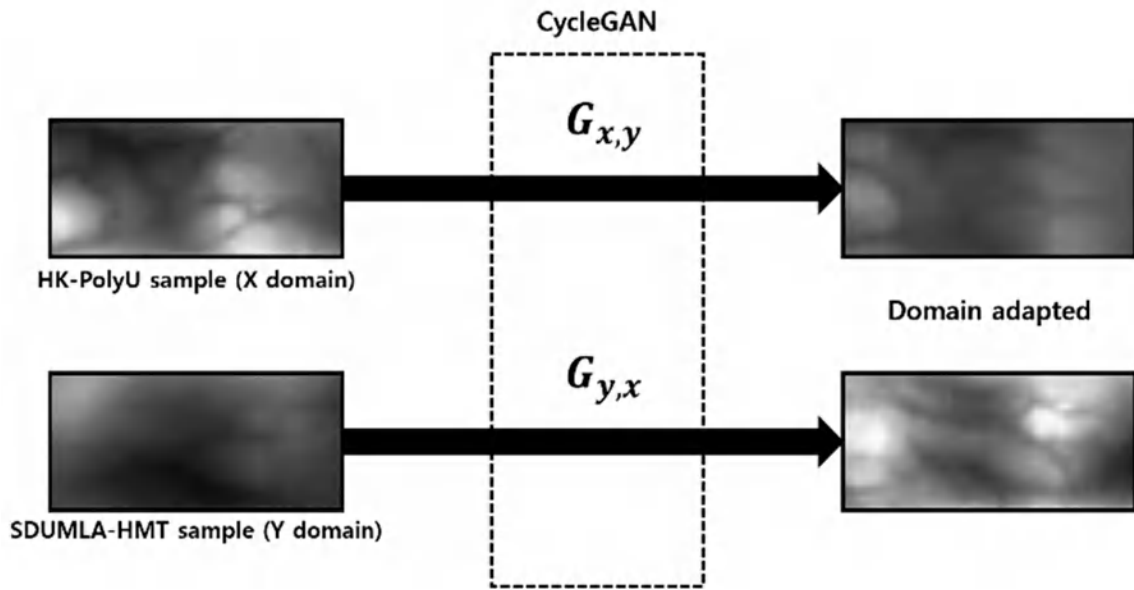 CycleGAN
G_{x,y}
HK-PolyU sample (X domain)
Domain adapted
G_{y,x}
SDUMLA-HMT sample (Y domain)